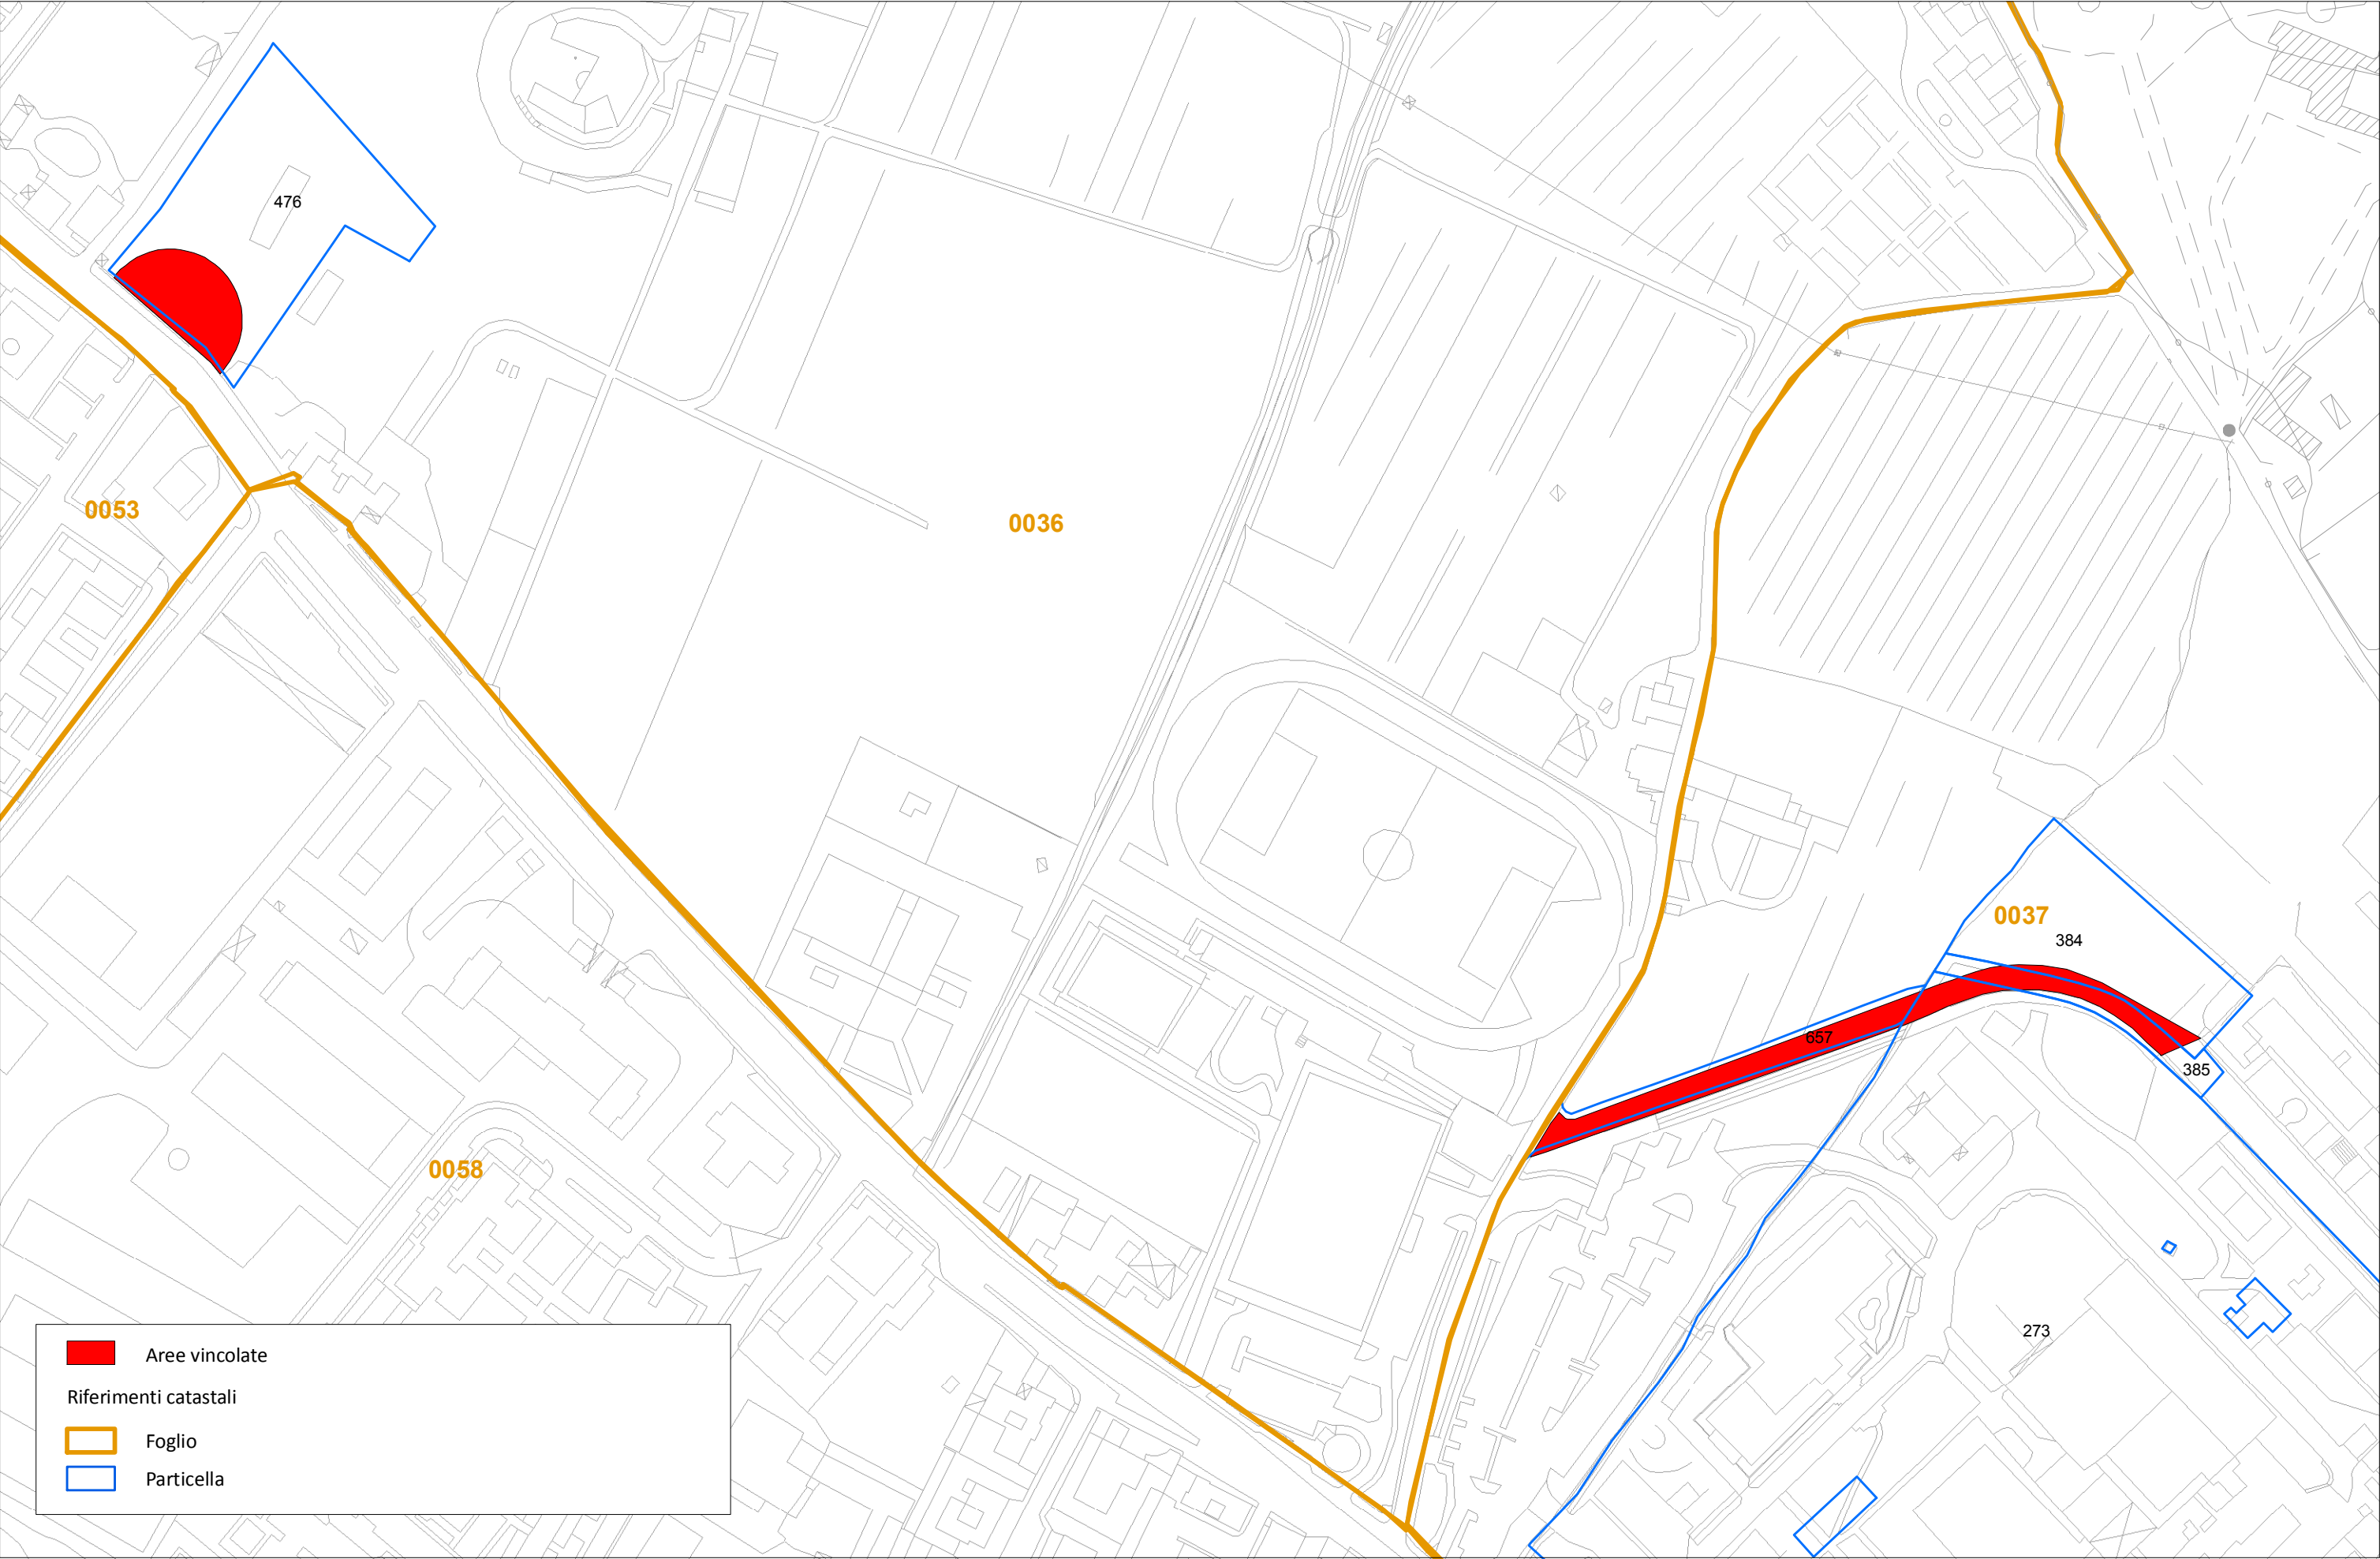 476
0053
0036
0037
384
657
385
0058
273
Aree vincolate
Riferimenti catastali
Foglio
Particella